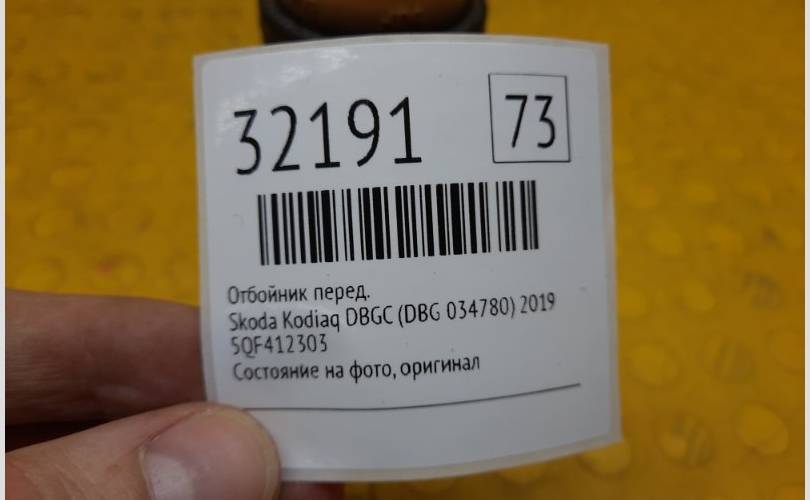 32191
73
Отбойник перед.
Skoda Kodiaq DBGC (DBG 034780) 2019
5QF412303
Состояние на фото, оригинал